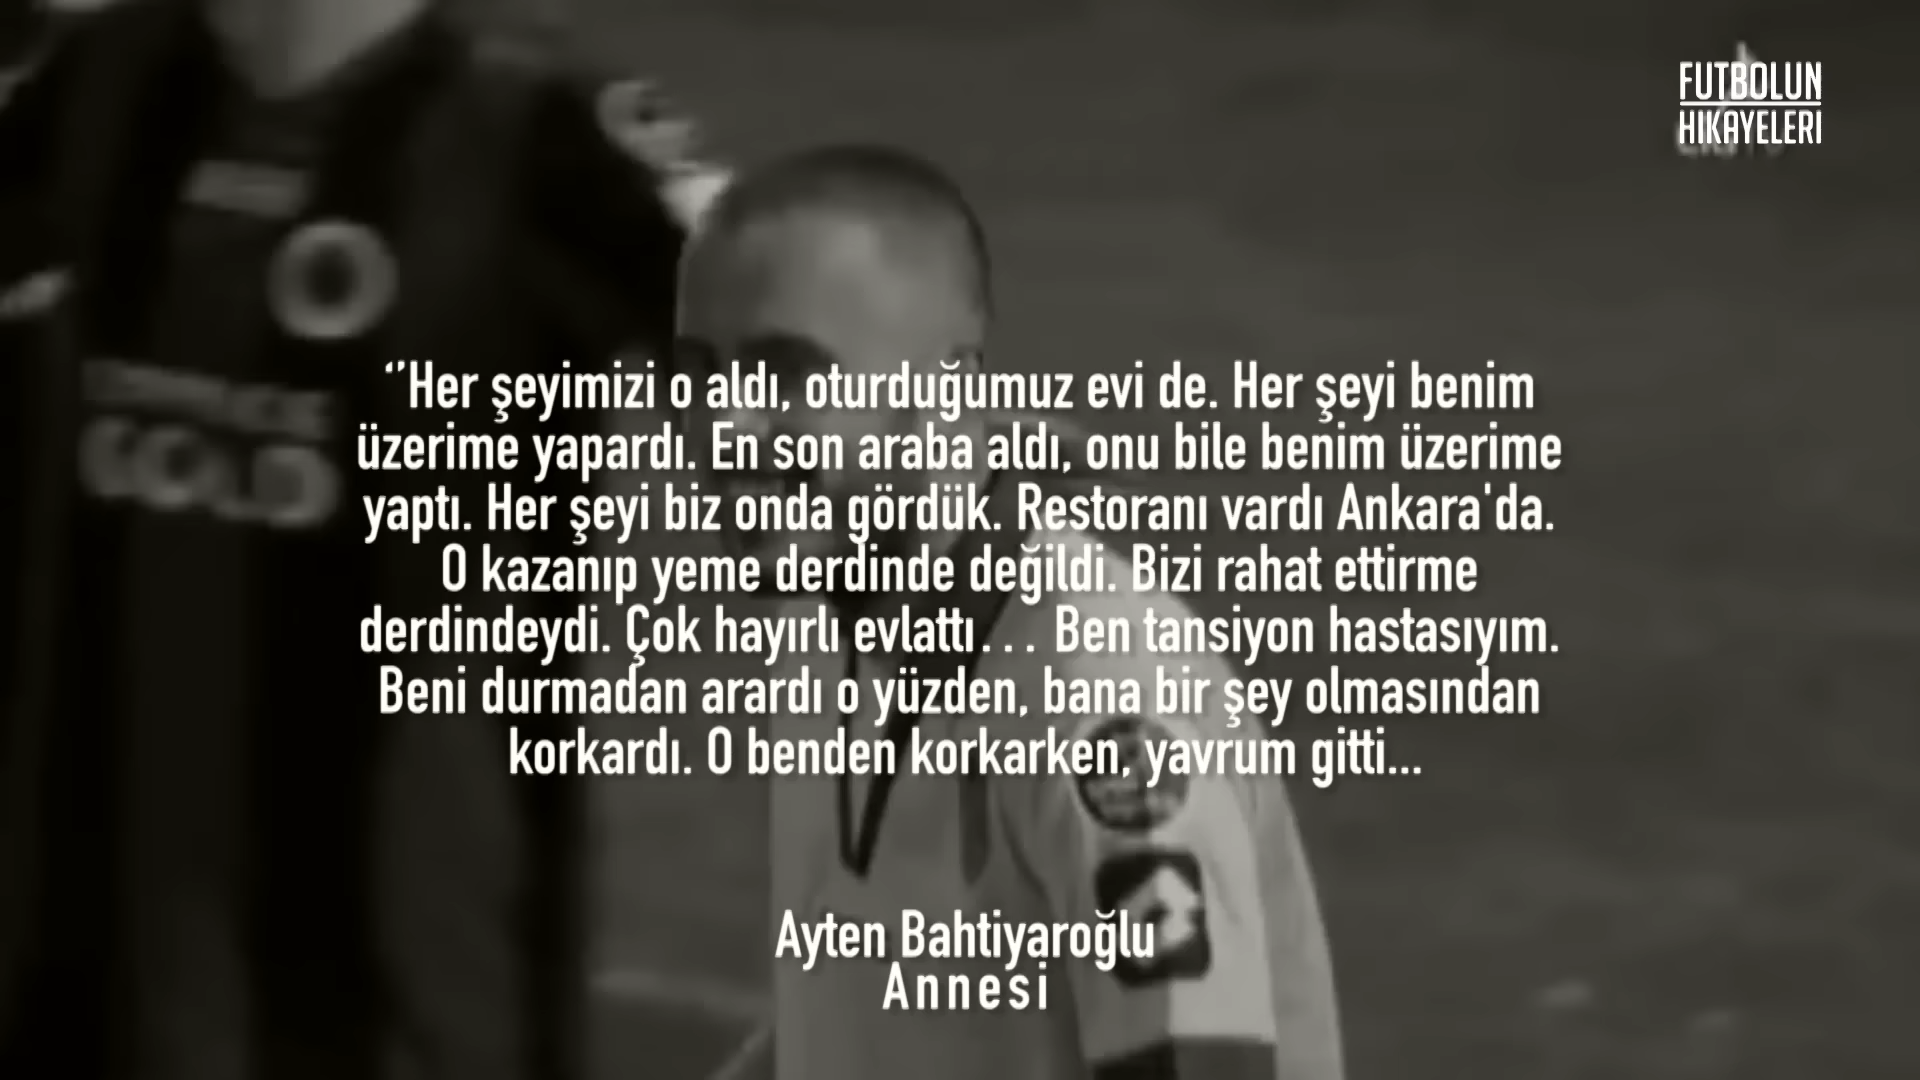 FUTBOLUN
HIKAYELERI
‘’Her şeyimizi o aldı, oturduğumuz evi de. Her şeyi benim
üzerime yapardı. En son araba aldı, onu bile benim üzerime
yaptı. Her şeyi biz onda gördük. Restoranı vardı Ankara'da.
O kazanıp yeme derdinde değildi. Bizi rahat ettirme
derdindeydi. Çok hayırlı evlattı... Ben tansiyon hastasıyım.
Beni durmadan arardı o yüzden, bana bir şey olmasından
korkardı. O benden korkarken, yavrum gitti...
Ayten Bahtiyaroğlu
Annesi